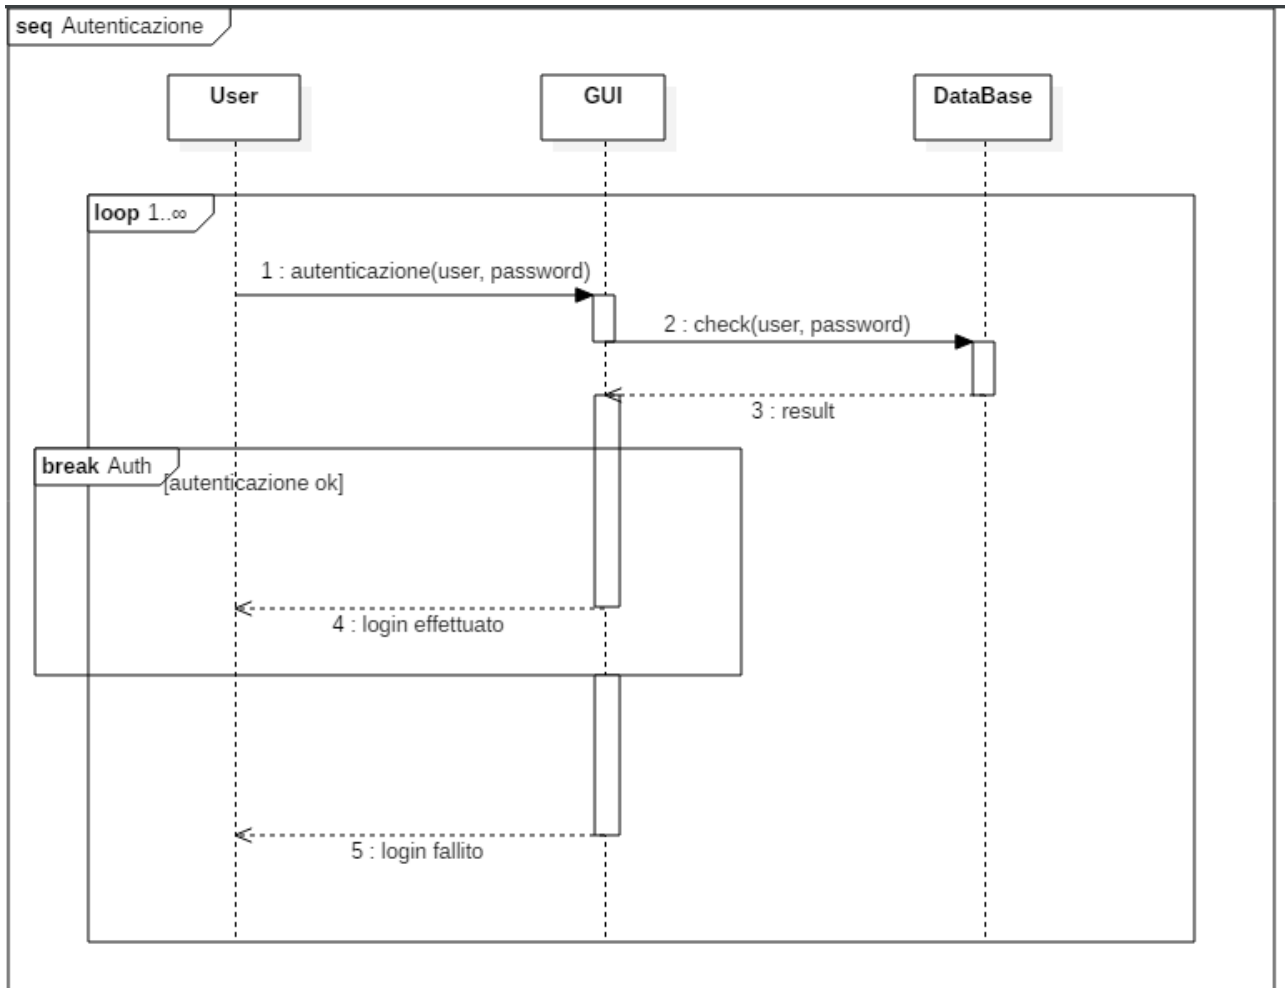 seq Autenticazione
User
GUI
DataBase
loop 1..∞
1 : autenticazione(user, password)
2 : check(user, password)
3 : result
break Auth
[autenticazione ok]
4 : login effettuato
5 : login fallito